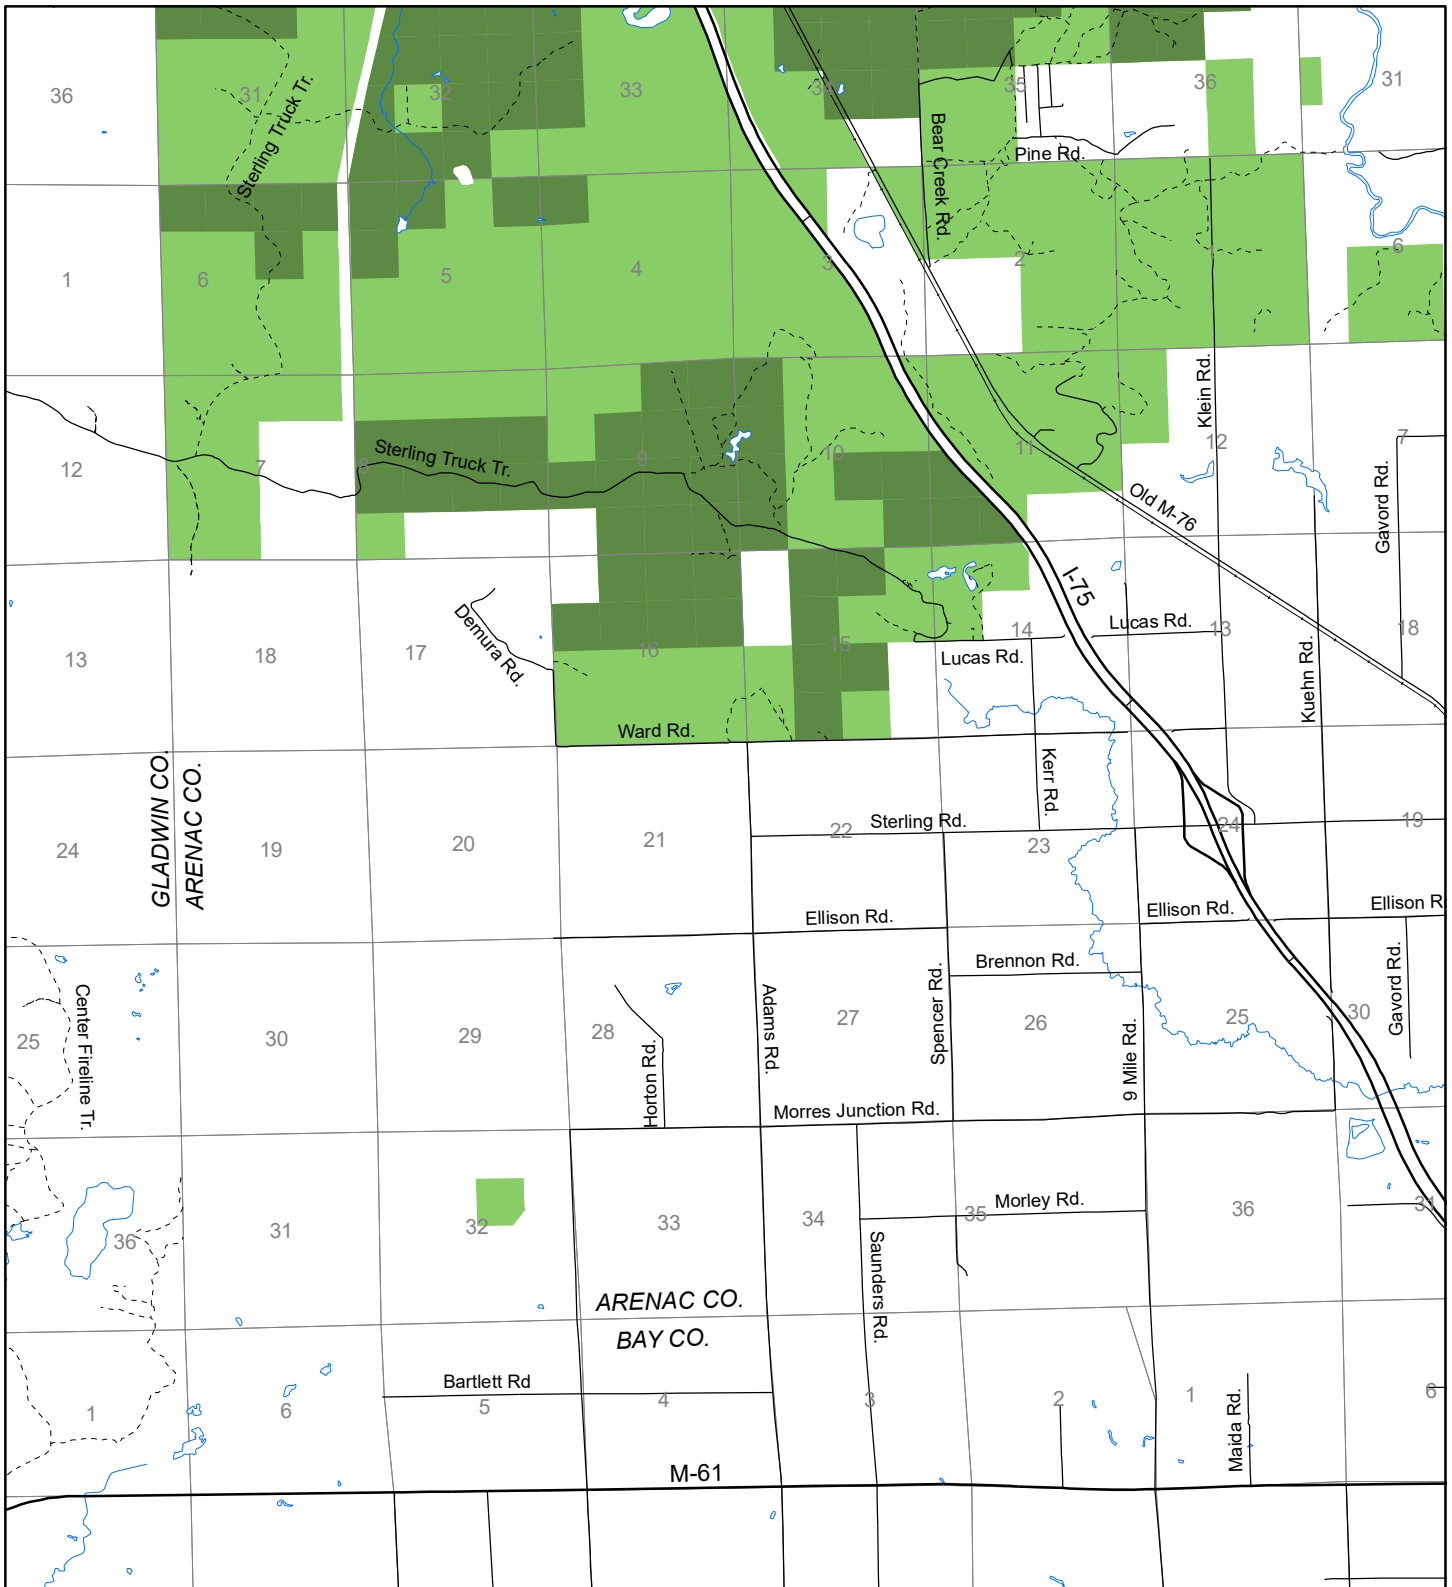 36
31
32
33
34
35
36
31
Sterling Truck Tr.
Bear Creek Rd.
Pine Rd.
1
6
5
4
3
2
1
6
Klein Rd.
12
7
8
Sterling Truck Tr.
9
10
11
12
7
Old M-76
Gavord Rd.
I-75
13
18
17
Demura Rd.
16
15
14
Lucas Rd.
13
18
Lucas Rd.
Kuehn Rd.
Ward Rd.
Kerr Rd.
GLADWIN CO.
ARENAC CO.
24
19
20
21
22
Sterling Rd.
23
24
19
Ellison Rd.
Ellison Rd.
Ellison R
Brennon Rd.
Center Fireline Tr.
25
30
29
28
Horton Rd.
Adams Rd.
27
Spencer Rd.
26
9 Mile Rd.
25
30
Gavord Rd.
Morres Junction Rd.
36
31
32
33
34
35
Morley Rd.
36
31
Saunders Rd.
ARENAC CO.
BAY CO.
Bartlett Rd
1
6
5
4
3
2
1
Maida Rd.
6
M-61